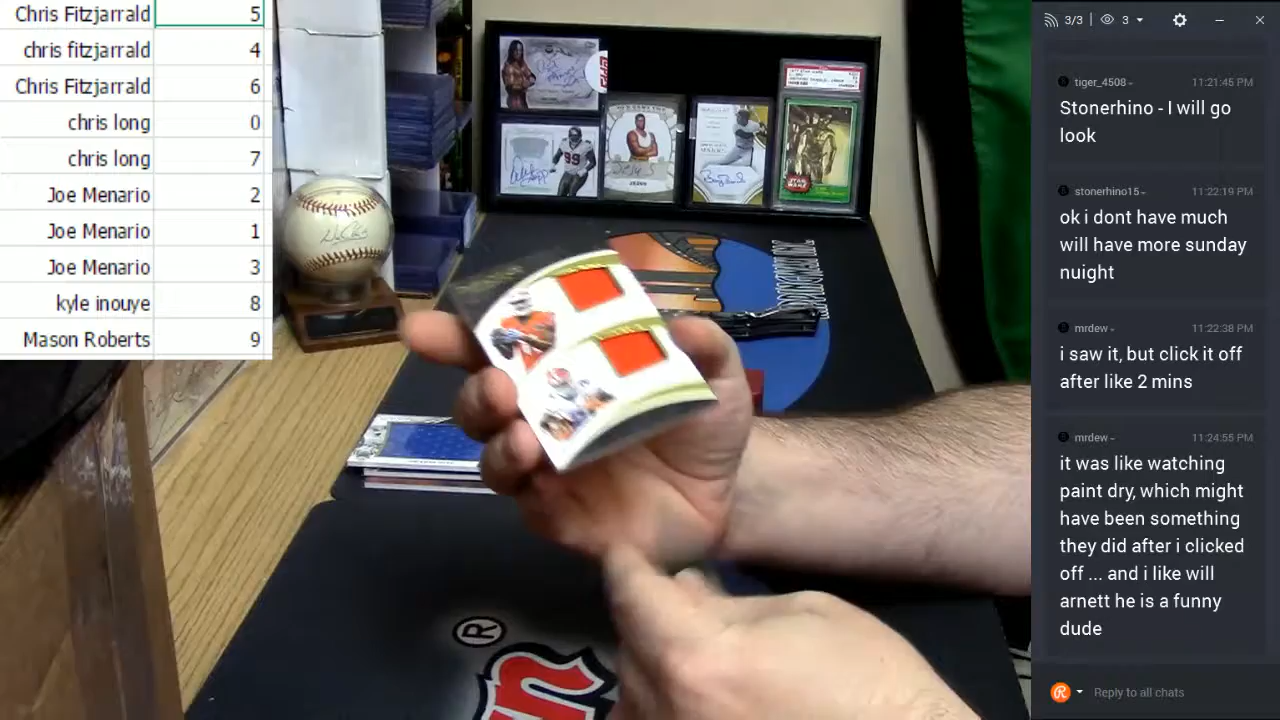 Chris Fitzjarrald 5
chris fitzjarrald 4
Chris Fitzjarrald 6
chris long 0
chris long 7
Joe Menario 2
Joe Menario 1
Joe Menario 3
kyle inouye 8
Mason Roberts 9
3/3
3
tiger_4508
11:21:45 PM
Stonerhino - I will go
look
stonerhino15
11:22:19 PM
ok i dont have much
will have more sunday
nuight
mrdew
11:22:38 PM
i saw it, but click it off
after like 2 mins
mrdew
11:24:55 PM
it was like watching
paint dry, which might
have been something
they did after i clicked
off ... and i like will
arnett he is a funny
dude
Reply to all chats
STAR
WARS
99
®